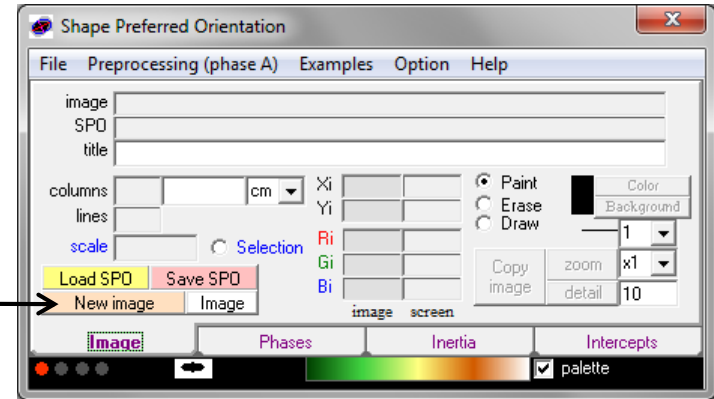 Shape Preferred Orientation
File Preprocessing (phase A) Examples Option Help
image
SPO
title
columns cm Xi Paint Color
lines Yi Erase Background
scale Selection Ri Draw 1
Load SPO Save SPO Gi Copy image zoom x1
New image Image Bi detail 10
image screen
Image Phases Inertia Intercepts
palette